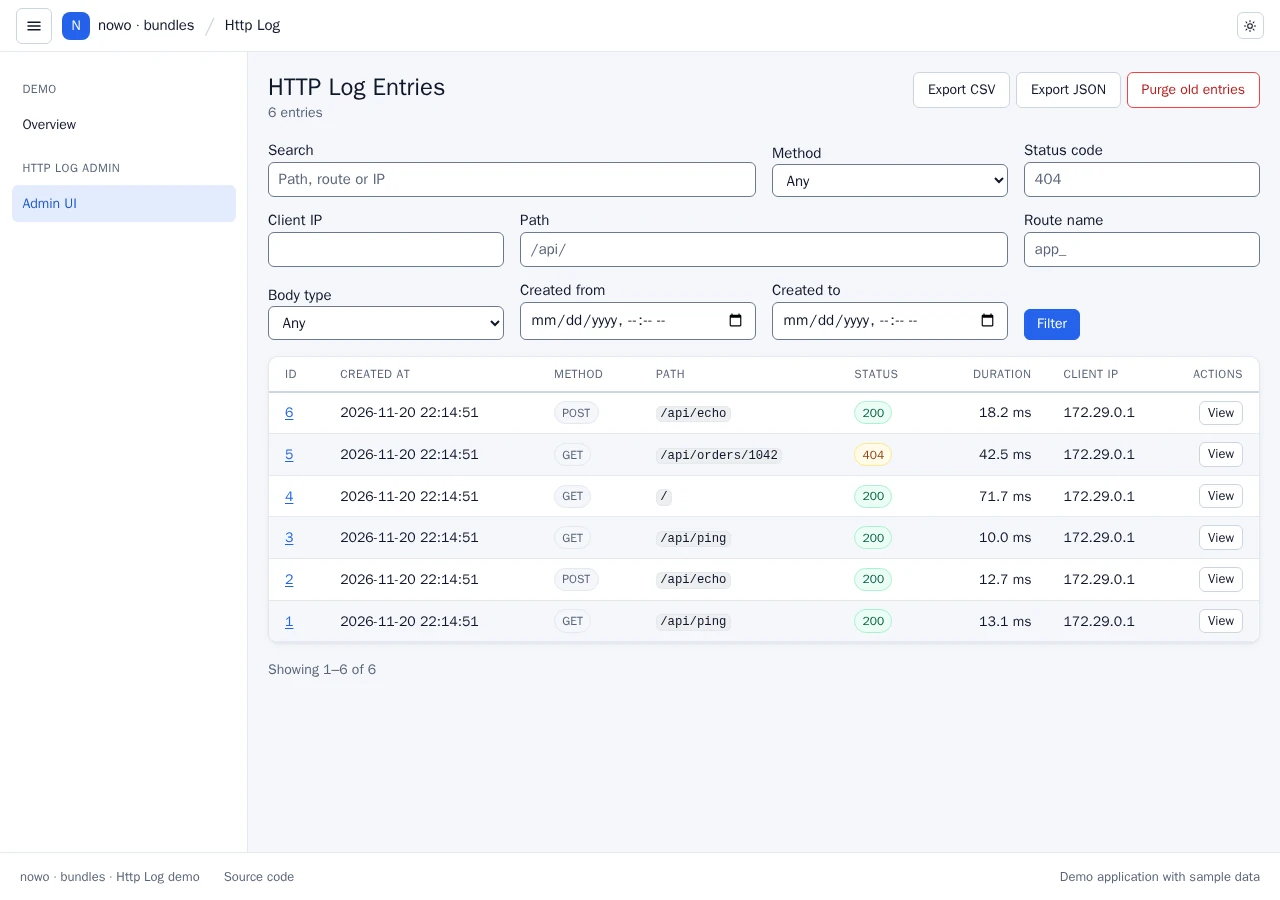 N nowo · bundles / Http Log
DEMO
Overview
HTTP LOG ADMIN
Admin UI
HTTP Log Entries
6 entries
Export CSV Export JSON Purge old entries
Search Method Status code
Path, route or IP Any 404
Client IP Path Route name
/api/ app_
Body type Created from Created to
Any mm/dd/yyyy, --:-- -- mm/dd/yyyy, --:-- -- Filter
ID CREATED AT METHOD PATH STATUS DURATION CLIENT IP ACTIONS
6 2026-11-20 22:14:51 POST /api/echo 200 18.2 ms 172.29.0.1 View
5 2026-11-20 22:14:51 GET /api/orders/1042 404 42.5 ms 172.29.0.1 View
4 2026-11-20 22:14:51 GET / 200 71.7 ms 172.29.0.1 View
3 2026-11-20 22:14:51 GET /api/ping 200 10.0 ms 172.29.0.1 View
2 2026-11-20 22:14:51 POST /api/echo 200 12.7 ms 172.29.0.1 View
1 2026-11-20 22:14:51 GET /api/ping 200 13.1 ms 172.29.0.1 View
Showing 1–6 of 6
nowo · bundles · Http Log demo Source code Demo application with sample data